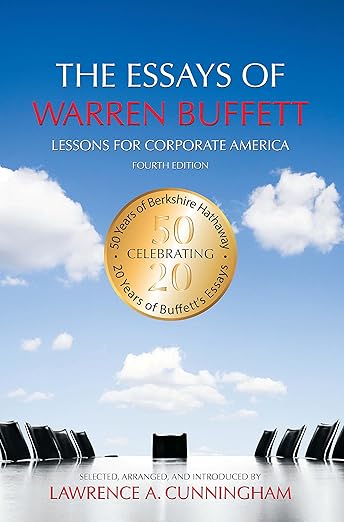 THE ESSAYS OF
WARREN BUFFETT
LESSONS FOR CORPORATE AMERICA
FOURTH EDITION
50 Years of Berkshire Hathaway
50
CELEBRATING
20
20 Years of Buffett's Essays
SELECTED, ARRANGED, AND INTRODUCED BY
LAWRENCE A. CUNNINGHAM